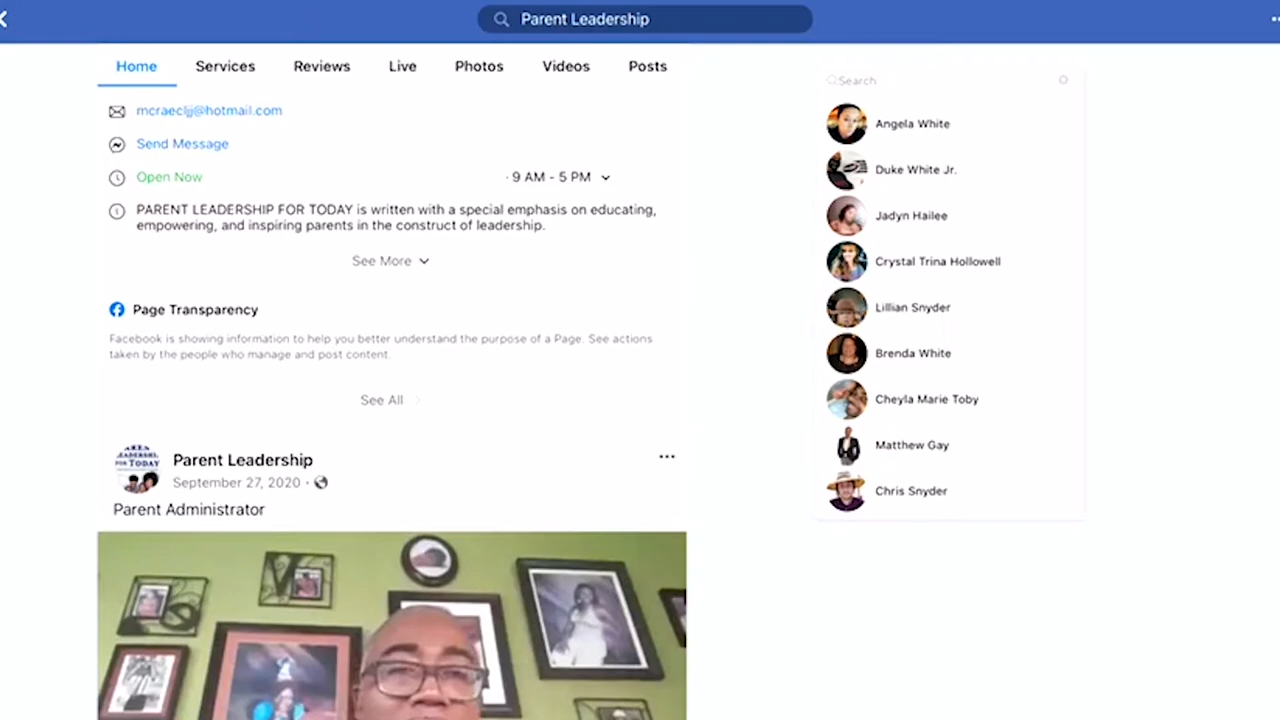 Parent Leadership
Home Services Reviews Live Photos Videos Posts
mcraecljj@hotmail.com
Send Message
Open Now · 9 AM - 5 PM
PARENT LEADERSHIP FOR TODAY is written with a special emphasis on educating,
empowering, and inspiring parents in the construct of leadership.
See More
Page Transparency
Facebook is showing information to help you better understand the purpose of a Page. See actions
taken by the people who manage and post content.
See All
PARENT
LEADERSHIP
FOR TODAY
Parent Leadership
September 27, 2020 ·
Parent Administrator
Search
Angela White
Duke White Jr.
Jadyn Hailee
Crystal Trina Hollowell
Lillian Snyder
Brenda White
Cheyla Marie Toby
Matthew Gay
Chris Snyder